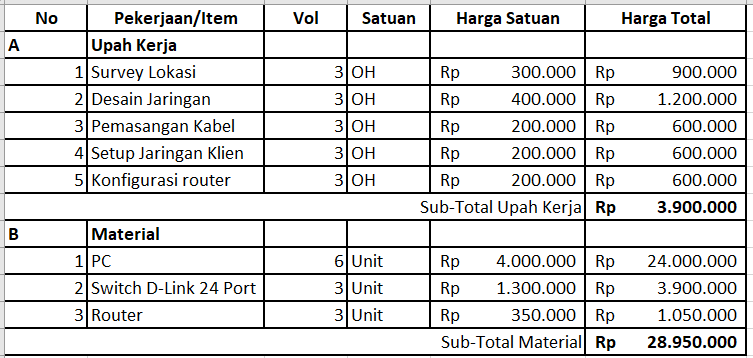 No Pekerjaan/Item Vol Satuan Harga Satuan Harga Total
A Upah Kerja
1 Survey Lokasi 3 OH Rp 300.000 Rp 900.000
2 Desain Jaringan 3 OH Rp 400.000 Rp 1.200.000
3 Pemasangan Kabel 3 OH Rp 200.000 Rp 600.000
4 Setup Jaringan Klien 3 OH Rp 200.000 Rp 600.000
5 Konfigurasi router 3 OH Rp 200.000 Rp 600.000
Sub-Total Upah Kerja Rp 3.900.000
B Material
1 PC 6 Unit Rp 4.000.000 Rp 24.000.000
2 Switch D-Link 24 Port 3 Unit Rp 1.300.000 Rp 3.900.000
3 Router 3 Unit Rp 350.000 Rp 1.050.000
Sub-Total Material Rp 28.950.000